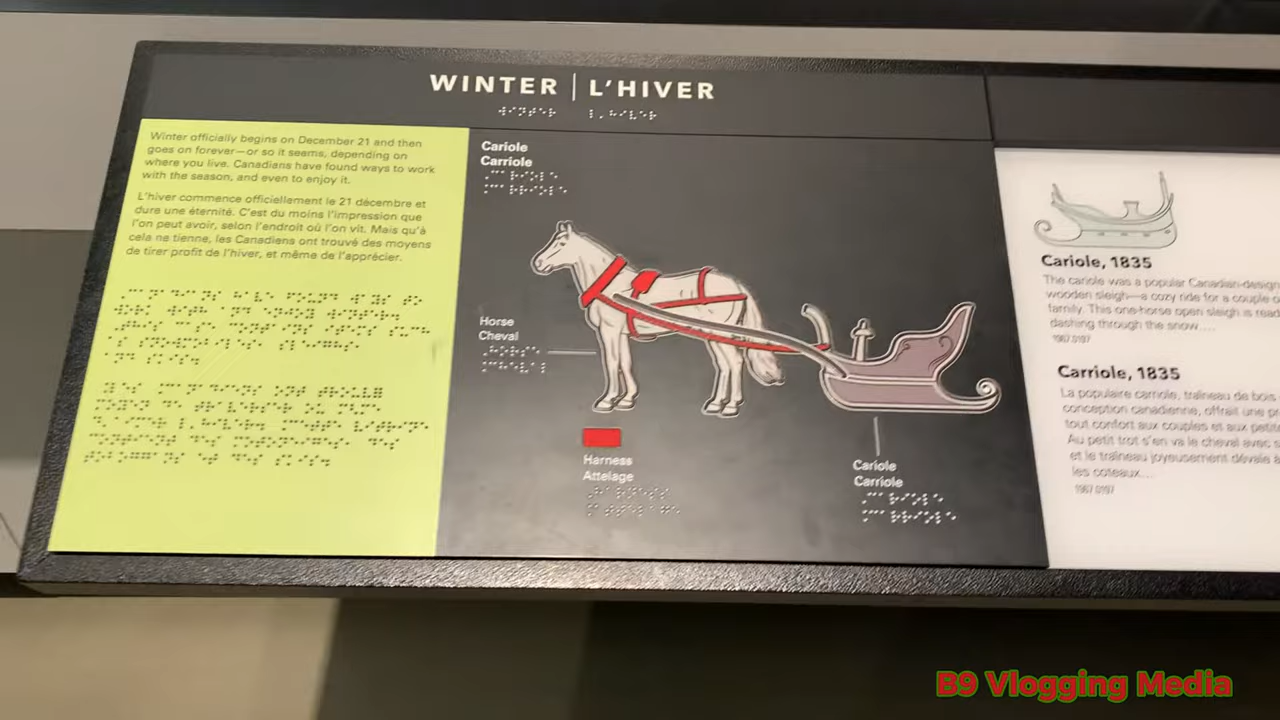 WINTER | L'HIVER
Winter officially begins on December 21 and then
goes on forever—or so it seems, depending on
where you live. Canadians have found ways to work
with the season, and even to enjoy it.
L'hiver commence officiellement le 21 décembre et
dure une éternité. C'est du moins l'impression que
l'on peut avoir, selon l'endroit où l'on vit. Mais qu'à
cela ne tienne, les Canadiens ont trouvé des moyens
de tirer profit de l'hiver, et même de l'apprécier.
Cariole
Carriole
Horse
Cheval
Harness
Attelage
Cariole
Carriole
Cariole, 1835
The cariole was a popular Canadian-design
wooden sleigh—a cozy ride for a couple o
family. This one-horse open sleigh is read
dashing through the snow....
1967.0197
Carriole, 1835
La populaire carriole, traîneau de bois
conception canadienne, offrait une p
tout confort aux couples et aux petite
Au petit trot s'en va le cheval avec
et le traîneau joyeusement dévale
les coteaux...
1967.0197
B9 Vlogging Media